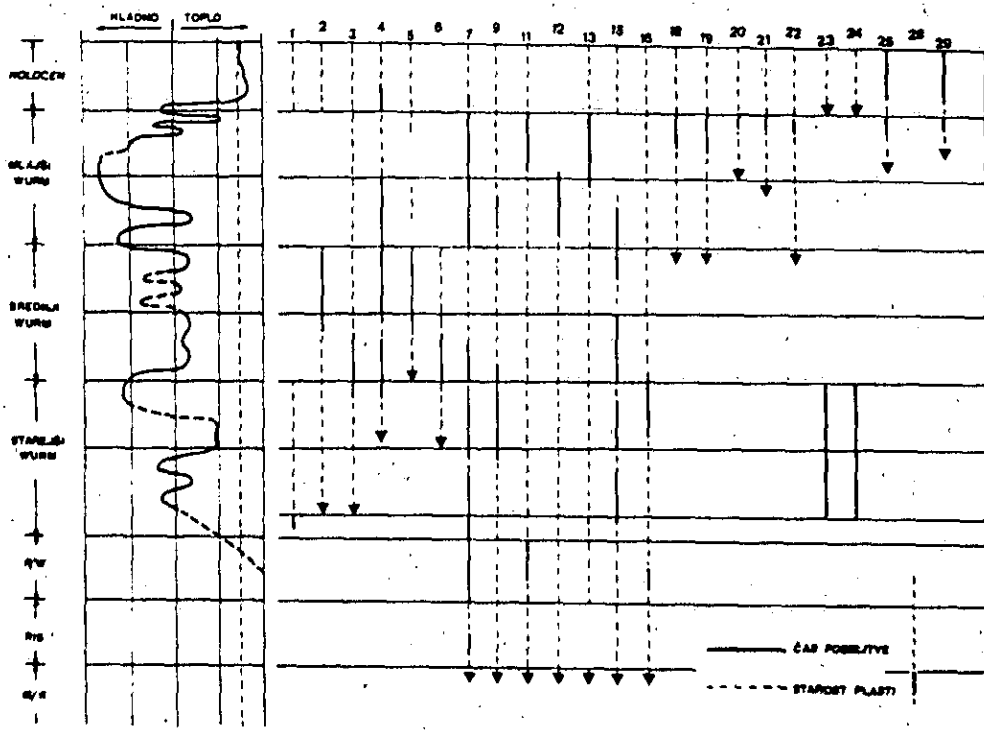 HLADNO TOPLO
1 2 3 4 5 6 7 9 11 12 13 15 16 18 19 20 21 22 23 24 25 28 29
HOLOCEN
MLAJŠI
WURM
SREDNJI
WURM
STAREJŠI
WURM
R/W
RIS
M/R
ČAS POSELITVE
STAROST PLASTI